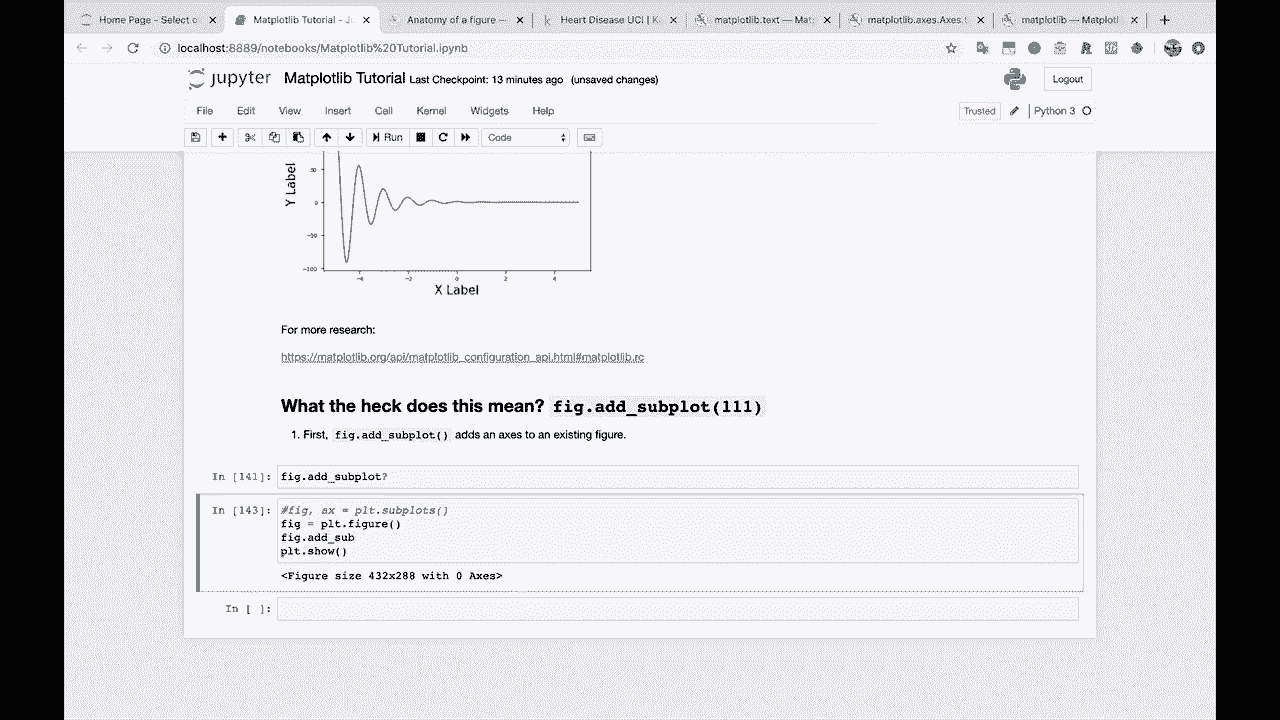 Home Page - Select o
Matplotlib Tutorial - J
Anatomy of a figure —
Heart Disease UCI | K
matplotlib.text — Mat
matplotlib.axes.Axes.
matplotlib — Matplotl
localhost:8889/notebooks/Matplotlib%20Tutorial.ipynb
jupyter Matplotlib Tutorial Last Checkpoint: 13 minutes ago (unsaved changes)
Logout
File Edit View Insert Cell Kernel Widgets Help
Trusted Python 3
Run Code
Y Label
50
0
−50
−100
−4 −2 0 2 4
X Label
For more research:
https://matplotlib.org/api/matplotlib_configuration_api.html#matplotlib.rc
What the heck does this mean? fig.add_subplot(111)
1. First, fig.add_subplot() adds an axes to an existing figure.
In [141]: fig.add_subplot?
In [143]: #fig, ax = plt.subplots()
fig = plt.figure()
fig.add_sub
plt.show()
<Figure size 432x288 with 0 Axes>
In [ ]: